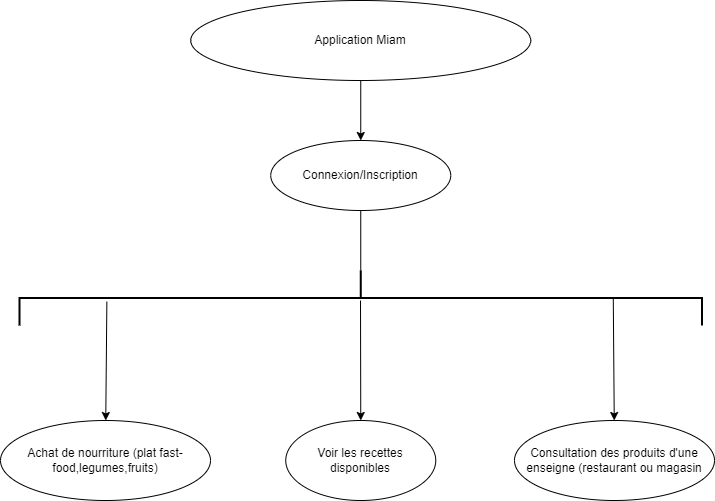 Application Miam
Connexion/Inscription
Achat de nourriture (plat fast-
food,legumes,fruits)
Voir les recettes
disponibles
Consultation des produits d'une
enseigne (restaurant ou magasin